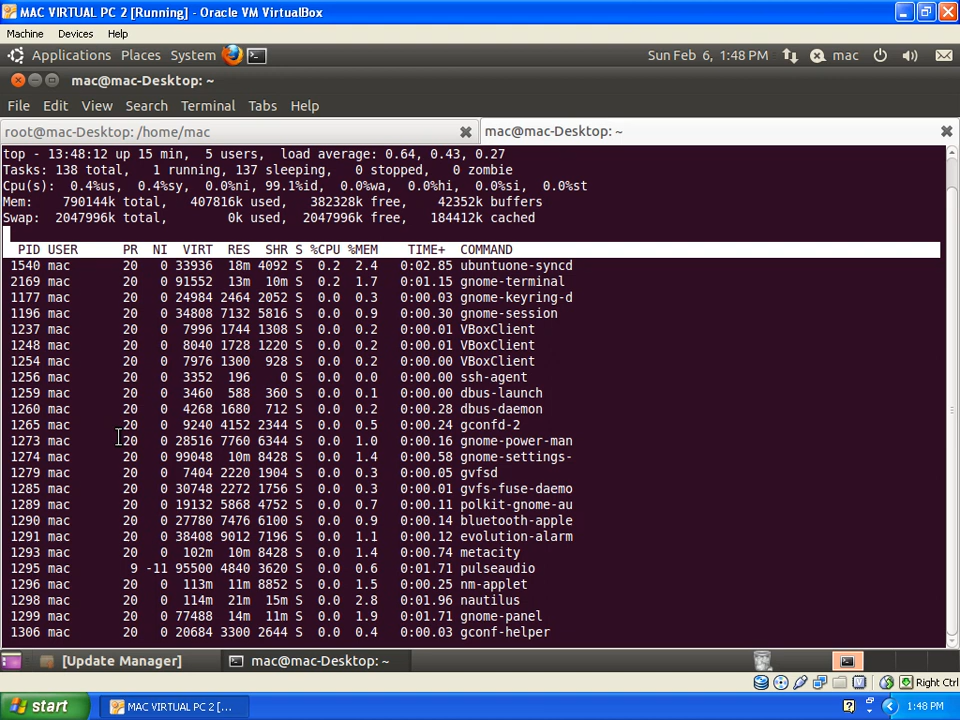 MAC VIRTUAL PC 2 [Running] - Oracle VM VirtualBox
Machine Devices Help
Applications Places System Sun Feb 6, 1:48 PM mac
mac@mac-Desktop: ~
File Edit View Search Terminal Tabs Help
root@mac-Desktop: /home/mac mac@mac-Desktop: ~
top - 13:48:12 up 15 min, 5 users, load average: 0.64, 0.43, 0.27
Tasks: 138 total, 1 running, 137 sleeping, 0 stopped, 0 zombie
Cpu(s): 0.4%us, 0.4%sy, 0.0%ni, 99.1%id, 0.0%wa, 0.0%hi, 0.0%si, 0.0%st
Mem: 790144k total, 407816k used, 382328k free, 42352k buffers
Swap: 2047996k total, 0k used, 2047996k free, 184412k cached
PID USER PR NI VIRT RES SHR S %CPU %MEM TIME+ COMMAND
1540 mac 20 0 33936 18m 4092 S 0.2 2.4 0:02.85 ubuntuone-syncd
2169 mac 20 0 91552 13m 10m S 0.2 1.7 0:01.15 gnome-terminal
1177 mac 20 0 24984 2464 2052 S 0.0 0.3 0:00.03 gnome-keyring-d
1196 mac 20 0 34808 7132 5816 S 0.0 0.9 0:00.30 gnome-session
1237 mac 20 0 7996 1744 1308 S 0.0 0.2 0:00.01 VBoxClient
1248 mac 20 0 8040 1728 1220 S 0.0 0.2 0:00.01 VBoxClient
1254 mac 20 0 7976 1300 928 S 0.0 0.2 0:00.00 VBoxClient
1256 mac 20 0 3352 196 0 S 0.0 0.0 0:00.00 ssh-agent
1259 mac 20 0 3460 588 360 S 0.0 0.1 0:00.00 dbus-launch
1260 mac 20 0 4268 1680 712 S 0.0 0.2 0:00.28 dbus-daemon
1265 mac 20 0 9240 4152 2344 S 0.0 0.5 0:00.24 gconfd-2
1273 mac 20 0 28516 7760 6344 S 0.0 1.0 0:00.16 gnome-power-man
1274 mac 20 0 99048 10m 8428 S 0.0 1.4 0:00.58 gnome-settings-
1279 mac 20 0 7404 2220 1904 S 0.0 0.3 0:00.05 gvfsd
1285 mac 20 0 30748 2272 1756 S 0.0 0.3 0:00.01 gvfs-fuse-daemo
1289 mac 20 0 19132 5868 4752 S 0.0 0.7 0:00.11 polkit-gnome-au
1290 mac 20 0 27780 7476 6100 S 0.0 0.9 0:00.14 bluetooth-apple
1291 mac 20 0 38408 9012 7196 S 0.0 1.1 0:00.12 evolution-alarm
1293 mac 20 0 102m 10m 8428 S 0.0 1.4 0:00.74 metacity
1295 mac 9 -11 95500 4840 3620 S 0.0 0.6 0:01.71 pulseaudio
1296 mac 20 0 113m 11m 8852 S 0.0 1.5 0:00.25 nm-applet
1298 mac 20 0 114m 21m 15m S 0.0 2.8 0:01.96 nautilus
1299 mac 20 0 77488 14m 11m S 0.0 1.9 0:01.71 gnome-panel
1306 mac 20 0 20684 3300 2644 S 0.0 0.4 0:00.03 gconf-helper
[Update Manager] mac@mac-Desktop: ~
Right Ctrl
start MAC VIRTUAL PC 2 [... 1:48 PM